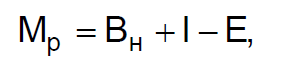 Mр = Bн + I – E,